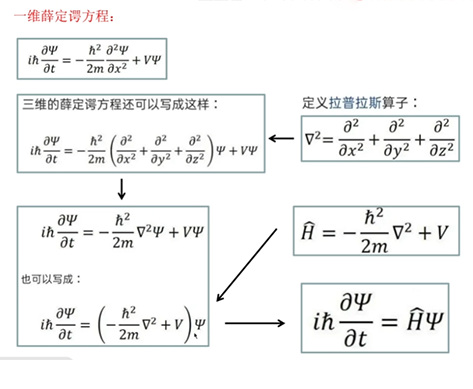 一维薛定谔方程：
iħ ∂Ψ/∂t = −ħ²/2m ∂²Ψ/∂x² + VΨ
三维的薛定谔方程还可以写成这样：
iħ ∂Ψ/∂t = −ħ²/2m (∂²/∂x² + ∂²/∂y² + ∂²/∂z²) Ψ + VΨ
定义拉普拉斯算子：
∇² = ∂²/∂x² + ∂²/∂y² + ∂²/∂z²
iħ ∂Ψ/∂t = −ħ²/2m ∇²Ψ + VΨ
也可以写成：
iħ ∂Ψ/∂t = (−ħ²/2m ∇² + V) Ψ
Ĥ = −ħ²/2m ∇² + V
iħ ∂Ψ/∂t = ĤΨ